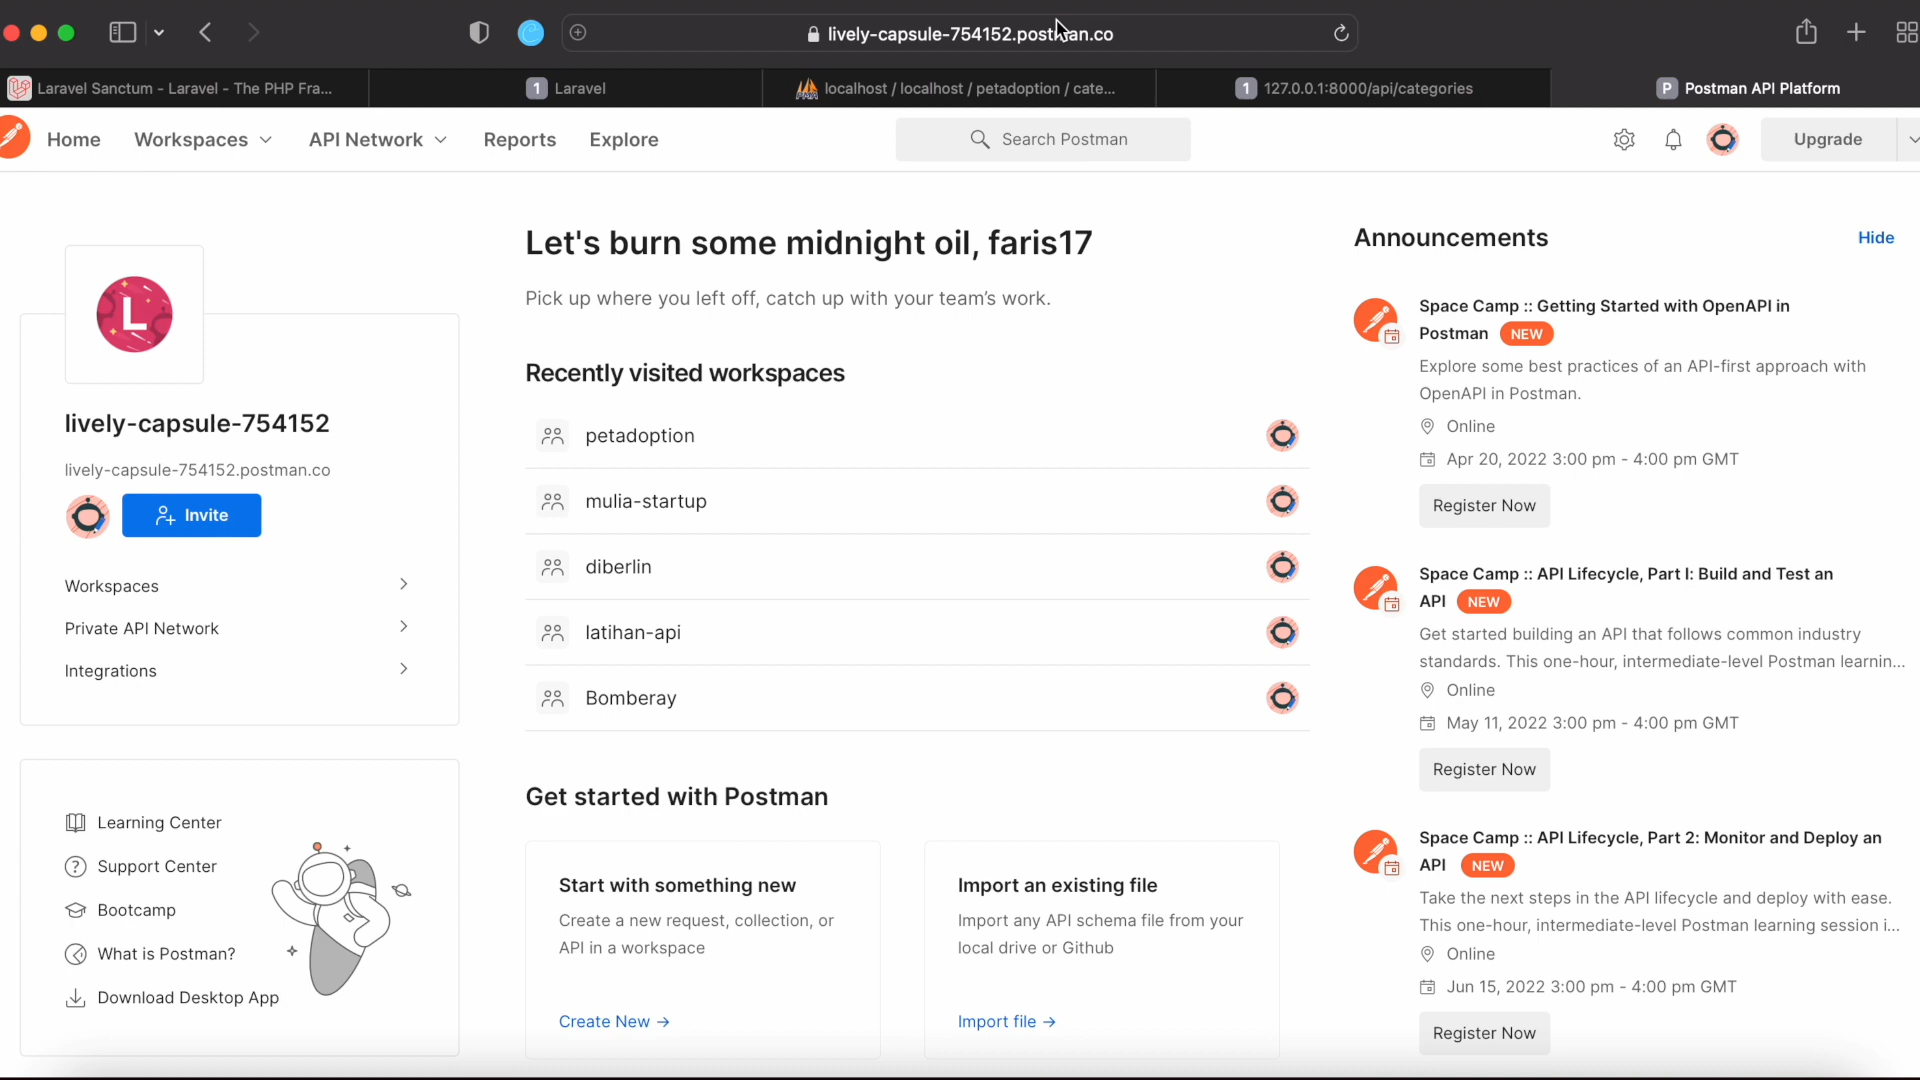 lively-capsule-754152.postman.co
Laravel Sanctum - Laravel - The PHP Fra...
1 Laravel
localhost / localhost / petadoption / cate...
1 127.0.0.1:8000/api/categories
P Postman API Platform
Home
Workspaces
API Network
Reports
Explore
Search Postman
Upgrade
L
lively-capsule-754152
lively-capsule-754152.postman.co
Invite
Workspaces
Private API Network
Integrations
Learning Center
Support Center
Bootcamp
What is Postman?
Download Desktop App
Let's burn some midnight oil, faris17
Pick up where you left off, catch up with your team’s work.
Recently visited workspaces
petadoption
mulia-startup
diberlin
latihan-api
Bomberay
Get started with Postman
Start with something new
Create a new request, collection, or
API in a workspace
Create New →
Import an existing file
Import any API schema file from your
local drive or Github
Import file →
Announcements
Hide
Space Camp :: Getting Started with OpenAPI in
Postman NEW
Explore some best practices of an API-first approach with
OpenAPI in Postman.
Online
Apr 20, 2022 3:00 pm - 4:00 pm GMT
Register Now
Space Camp :: API Lifecycle, Part I: Build and Test an
API NEW
Get started building an API that follows common industry
standards. This one-hour, intermediate-level Postman learnin...
Online
May 11, 2022 3:00 pm - 4:00 pm GMT
Register Now
Space Camp :: API Lifecycle, Part 2: Monitor and Deploy an
API NEW
Take the next steps in the API lifecycle and deploy with ease.
This one-hour, intermediate-level Postman learning session i...
Online
Jun 15, 2022 3:00 pm - 4:00 pm GMT
Register Now